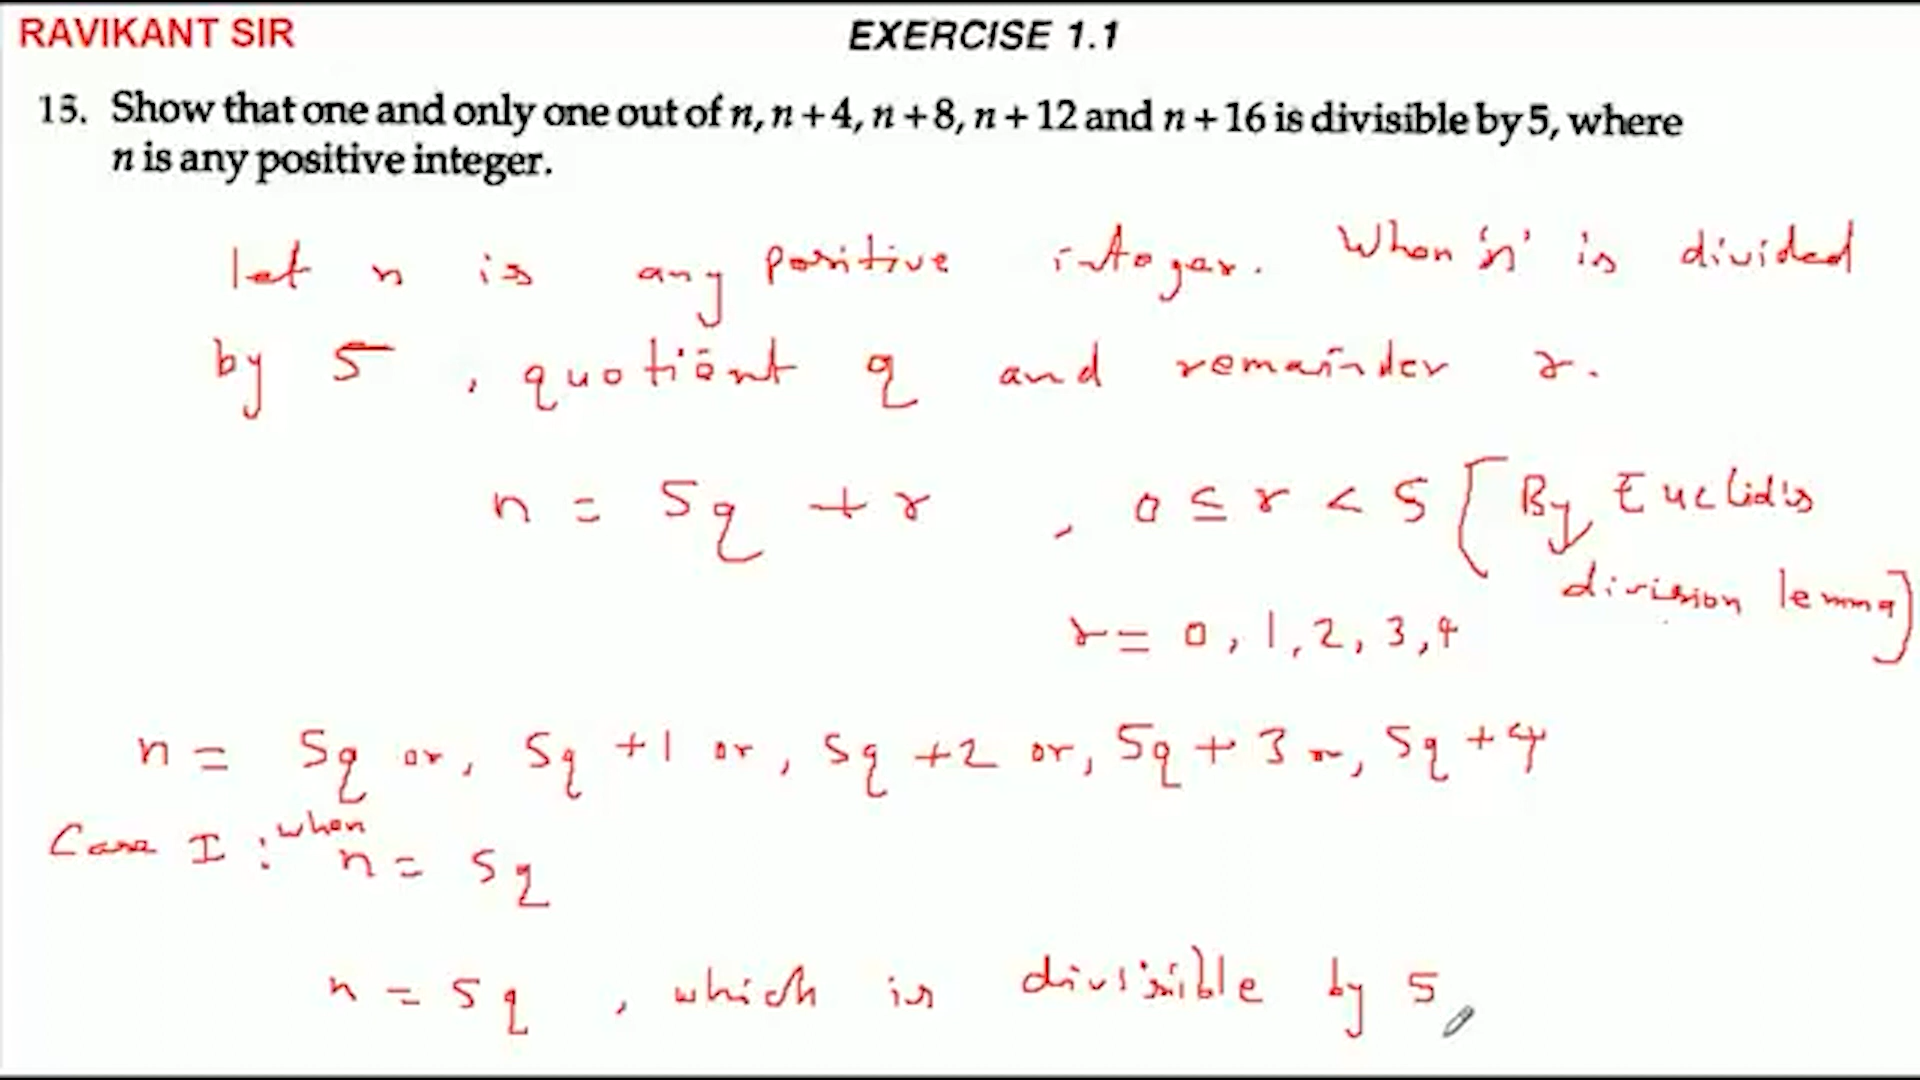 RAVIKANT SIR
EXERCISE 1.1
13. Show that one and only one out of n, n + 4, n + 8, n + 12 and n + 16 is divisible by 5, where
n is any positive integer.
let n is any positive integar. When 'n' is divided
by 5, quotient q and remainder r.
n = 5q + r, 0 ≤ r < 5 [By Euclid's
division lemma]
r = 0, 1, 2, 3, 4
n = 5q or, 5q + 1 or, 5q + 2 or, 5q + 3 or, 5q + 4
Case I : when
n = 5q
n = 5q, which is divisible by 5,